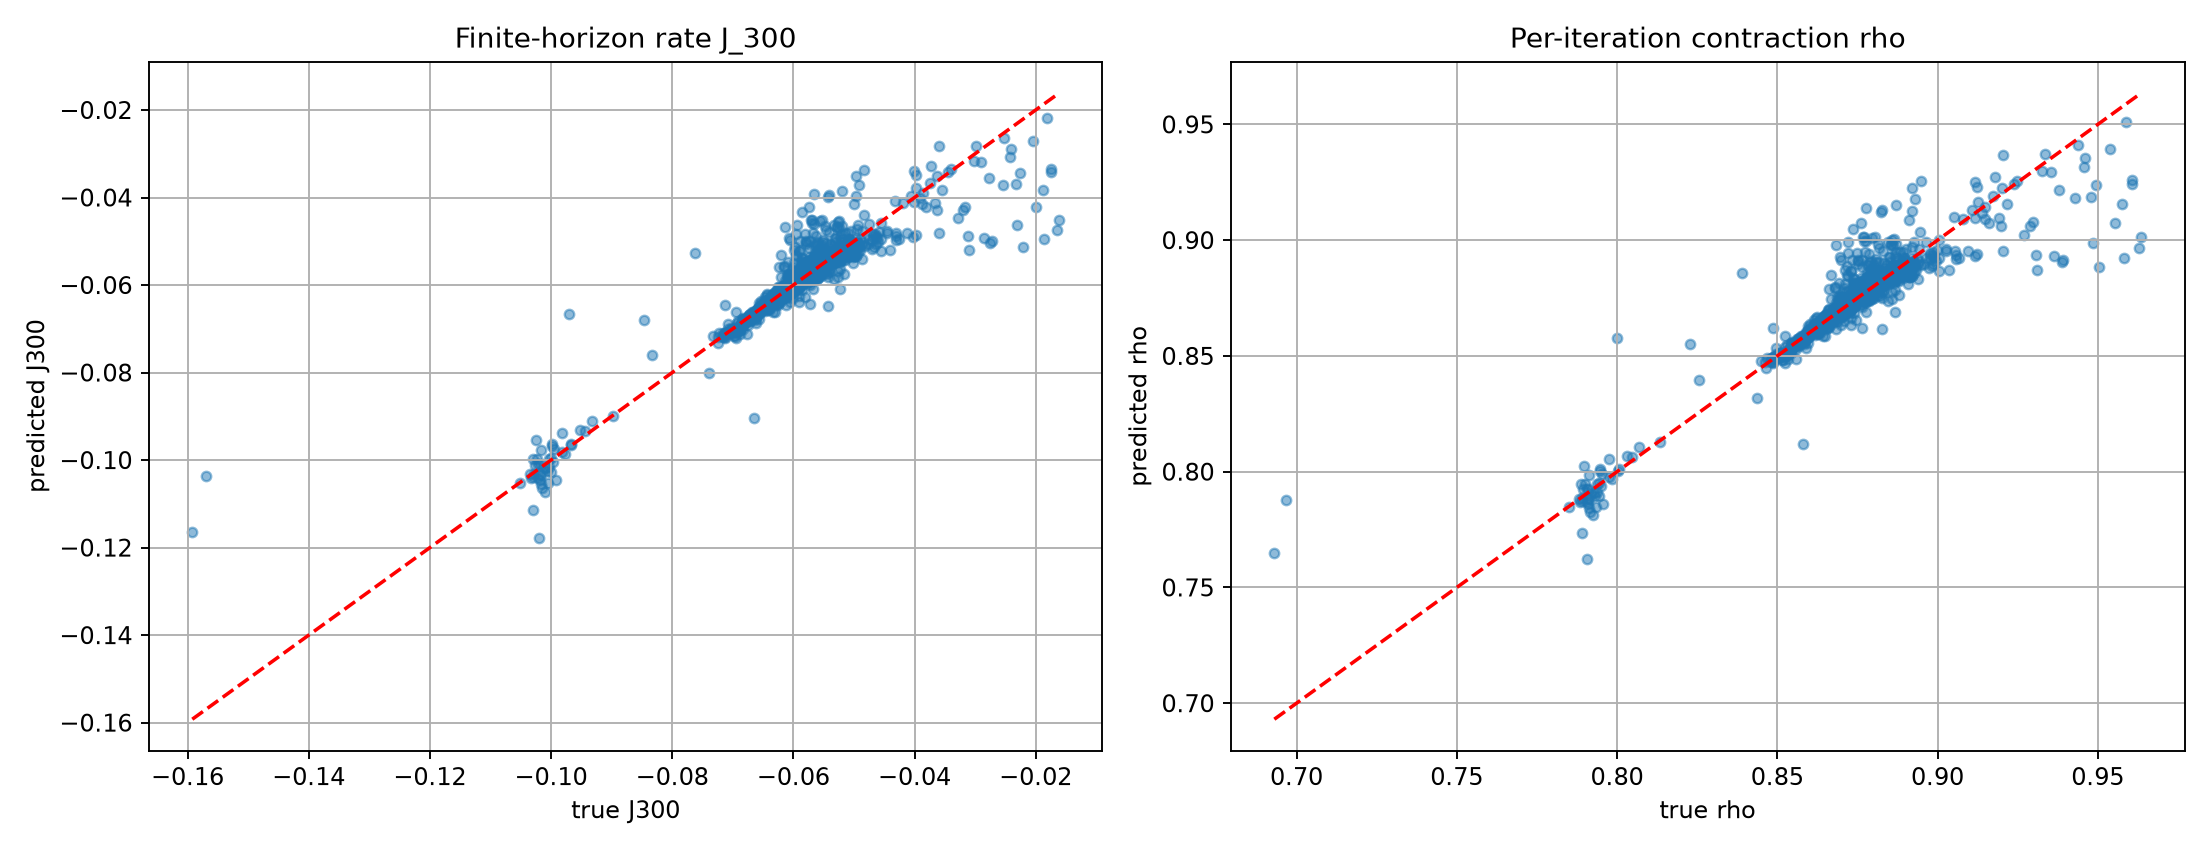 Finite-horizon rate J_300
−0.02
−0.04
−0.06
−0.08
−0.10
−0.12
−0.14
−0.16
predicted J300
−0.16 −0.14 −0.12 −0.10 −0.08 −0.06 −0.04 −0.02
true J300
Per-iteration contraction rho
0.95
0.90
0.85
0.80
0.75
0.70
predicted rho
0.70 0.75 0.80 0.85 0.90 0.95
true rho